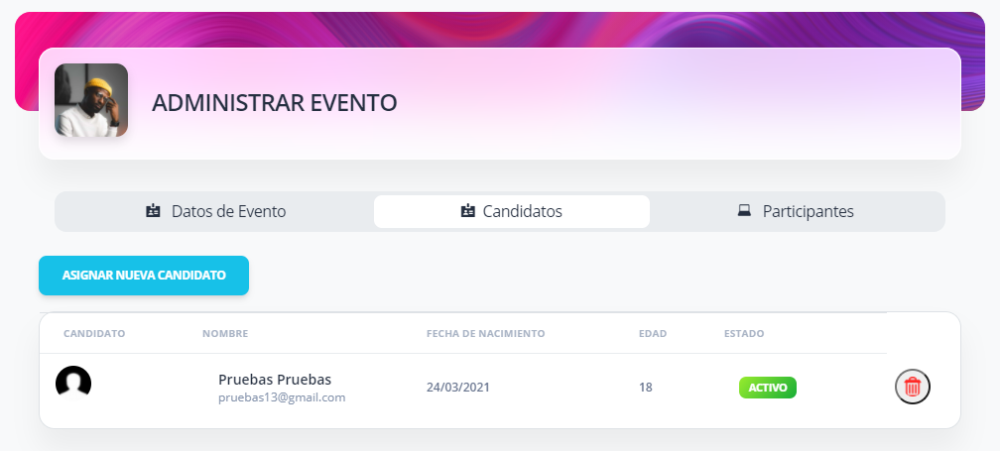 ADMINISTRAR EVENTO
Datos de Evento Candidatos Participantes
ASIGNAR NUEVA CANDIDATO
CANDIDATO NOMBRE FECHA DE NACIMIENTO EDAD ESTADO
Pruebas Pruebas 24/03/2021 18 ACTIVO
pruebas13@gmail.com